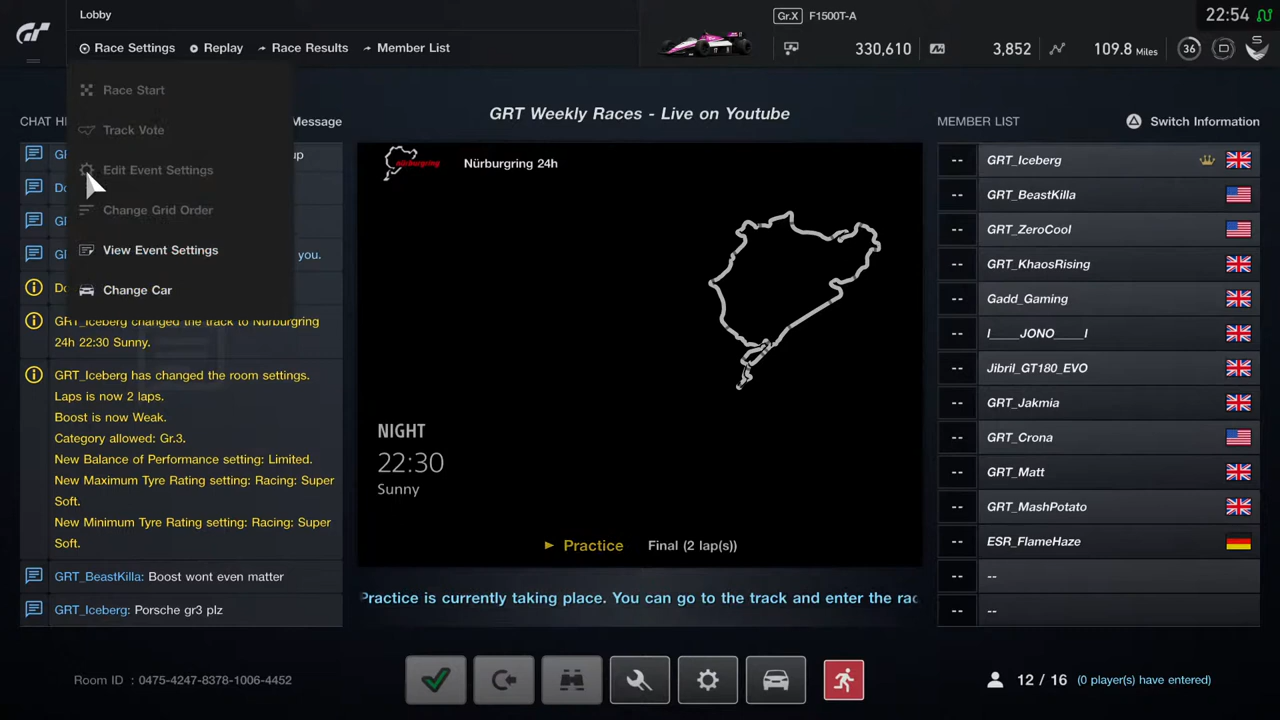 Lobby
Gr.X F1500T-A
22:54
Race Settings Replay Race Results Member List
330,610 3,852 109.8 Miles 36 D S
Race Start
Track Vote
Edit Event Settings
Change Grid Order
View Event Settings
Change Car
GRT Weekly Races - Live on Youtube
CHAT Message
up
you.
GRT_Iceberg changed the track to Nurburgring
24h 22:30 Sunny.
GRT_Iceberg has changed the room settings.
Laps is now 2 laps.
Boost is now Weak.
Category allowed: Gr.3.
New Balance of Performance setting: Limited.
New Maximum Tyre Rating setting: Racing: Super
Soft.
New Minimum Tyre Rating setting: Racing: Super
Soft.
GRT_BeastKilla: Boost wont even matter
GRT_Iceberg: Porsche gr3 plz
Nürburgring Nürburgring 24h
NIGHT
22:30
Sunny
Practice Final (2 lap(s))
Practice is currently taking place. You can go to the track and enter the rac
MEMBER LIST Switch Information
-- GRT_Iceberg
-- GRT_BeastKilla
-- GRT_ZeroCool
-- GRT_KhaosRising
-- Gadd_Gaming
-- I____JONO____I
-- Jibril_GT180_EVO
-- GRT_Jakmia
-- GRT_Crona
-- GRT_Matt
-- GRT_MashPotato
-- ESR_FlameHaze
-- --
-- --
Room ID : 0475-4247-8378-1006-4452
12 / 16 (0 player(s) have entered)